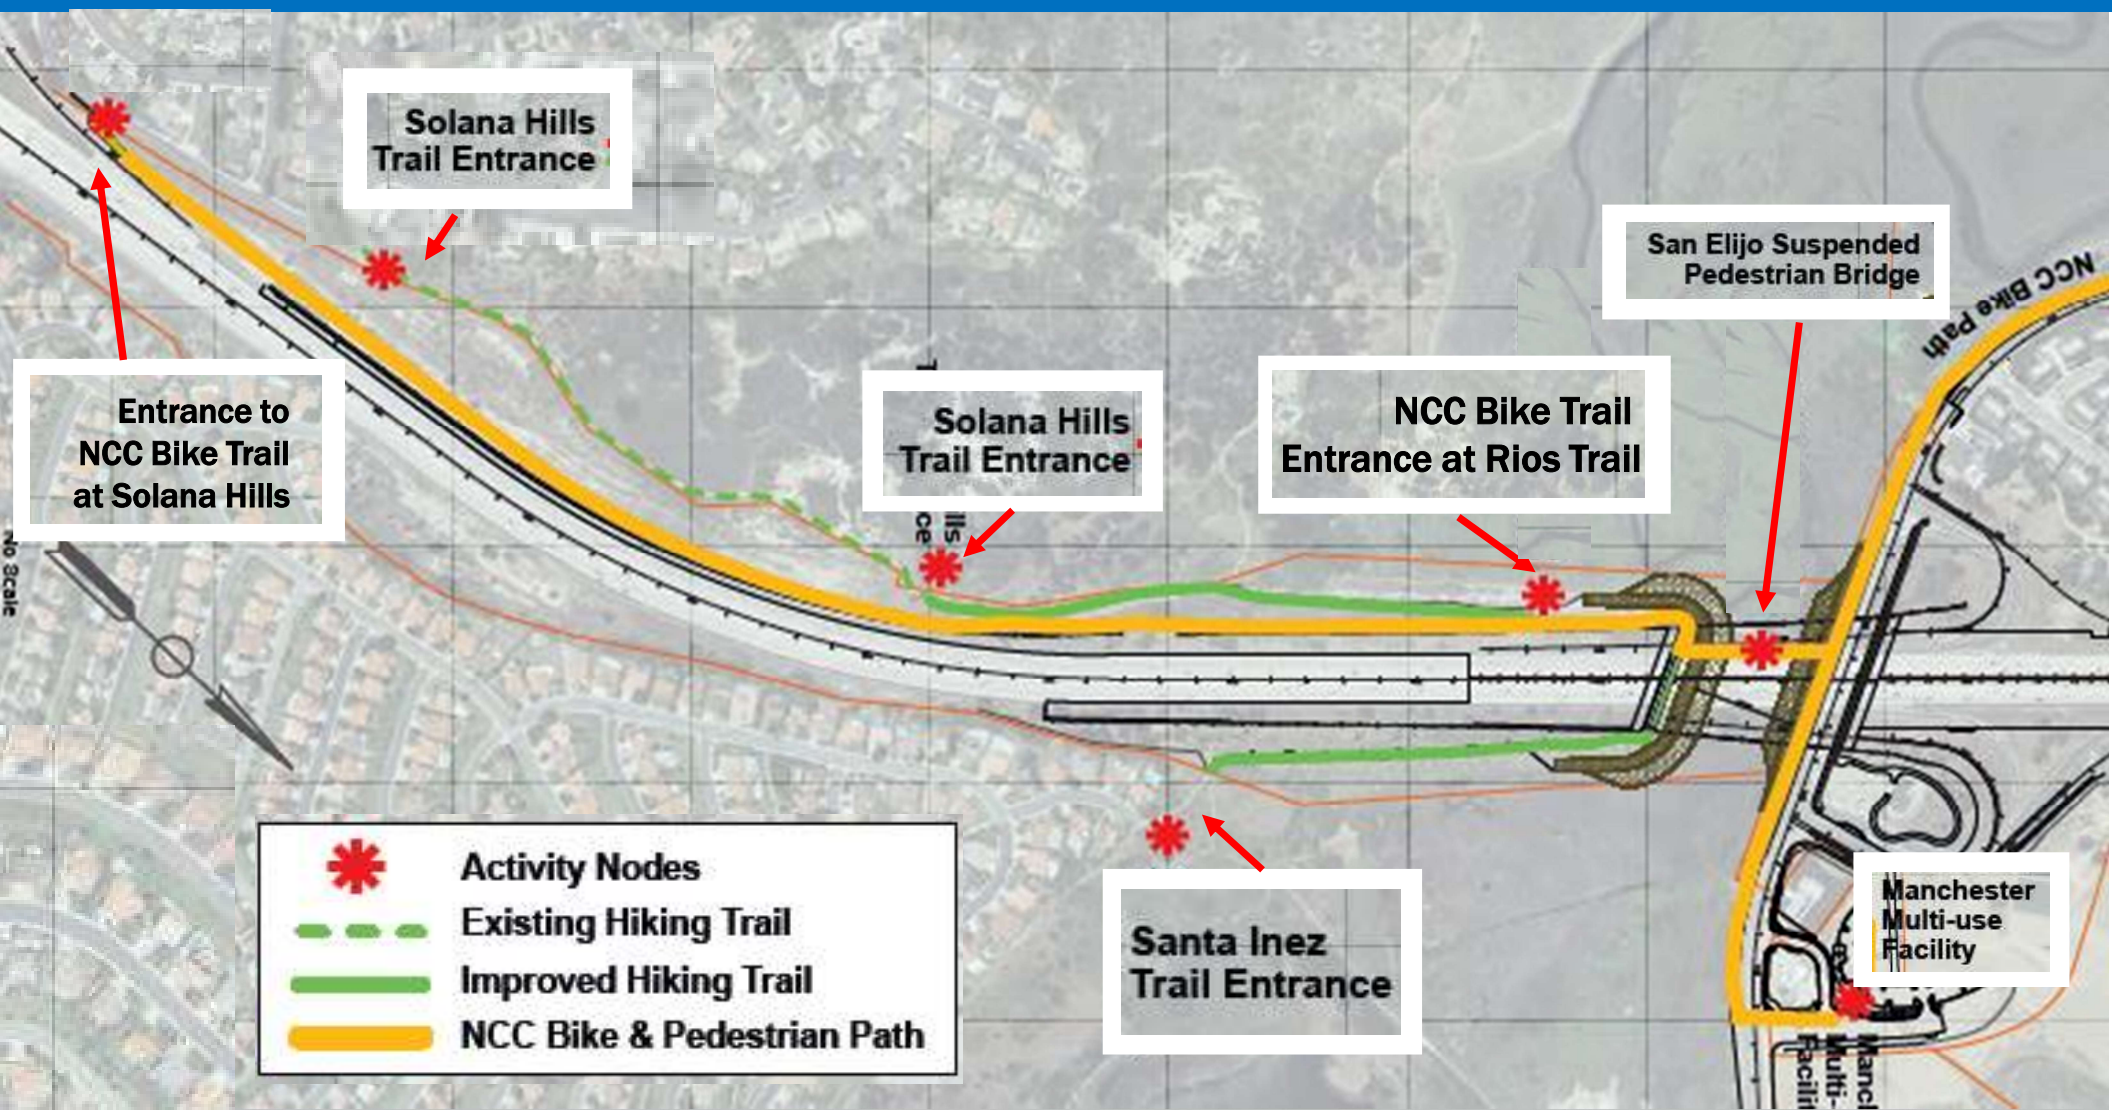 Solana Hills
Trail Entrance
San Elijo Suspended
Pedestrian Bridge
NCC Bike Path
Entrance to
NCC Bike Trail
at Solana Hills
Solana Hills
Trail Entrance
NCC Bike Trail
Entrance at Rios Trail
No Scale
Santa Inez
Trail Entrance
Manchester
Multi-use
Facility
Activity Nodes
Existing Hiking Trail
Improved Hiking Trail
NCC Bike & Pedestrian Path